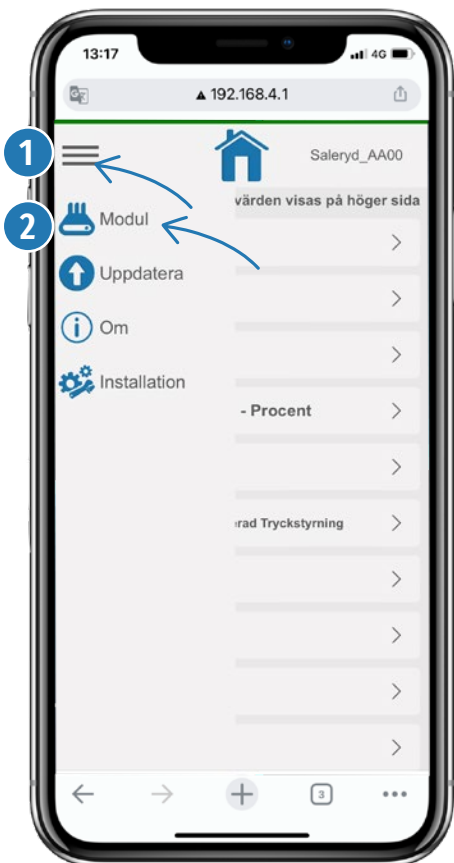 13:17
4G
192.168.4.1
1
Saleryd_AA00
värden visas på höger sida
2
Modul
Uppdatera
Om
Installation
- Procent
erad Tryckstyrning
3